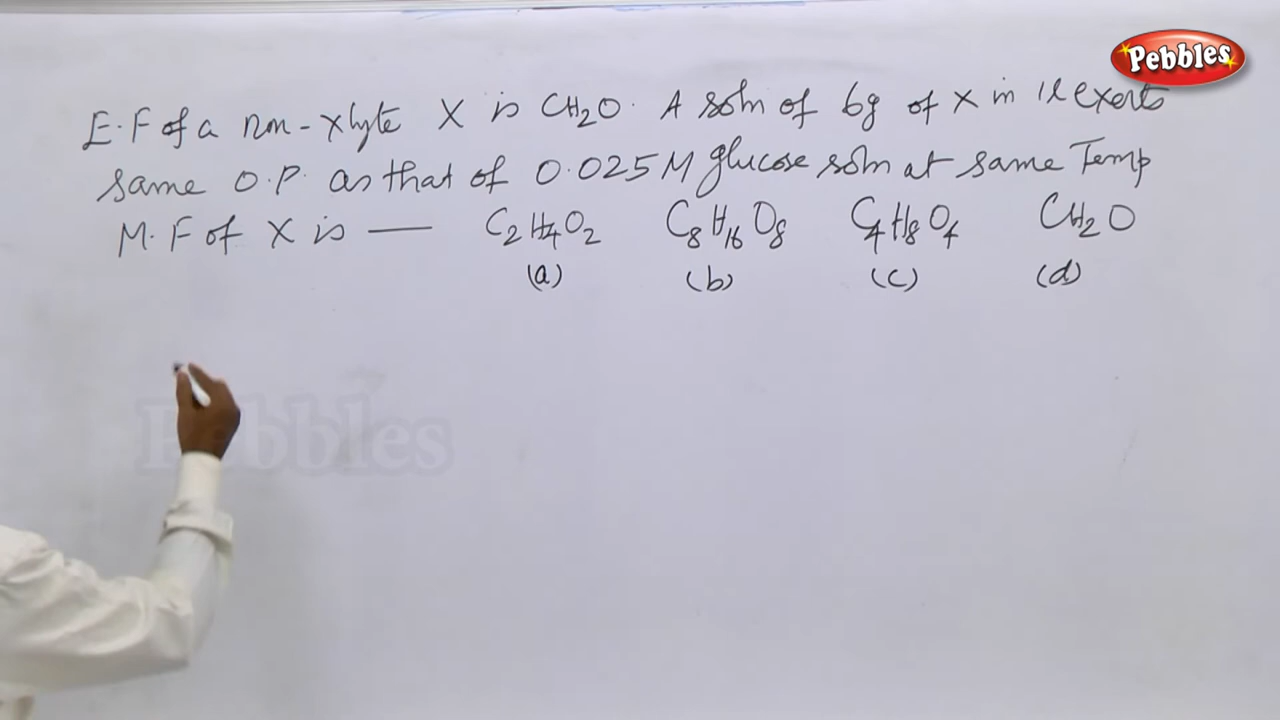 Pebbles
E.F of a non-xlyte X is CH₂O. A soln of 6g of X in 1l exerts
same O.P. as that of 0.025M glucose soln at same Temp
M.F of X is — C₂H₄O₂ C₈H₁₆O₈ C₄H₈O₄ CH₂O
(a) (b) (c) (d)
Pebbles